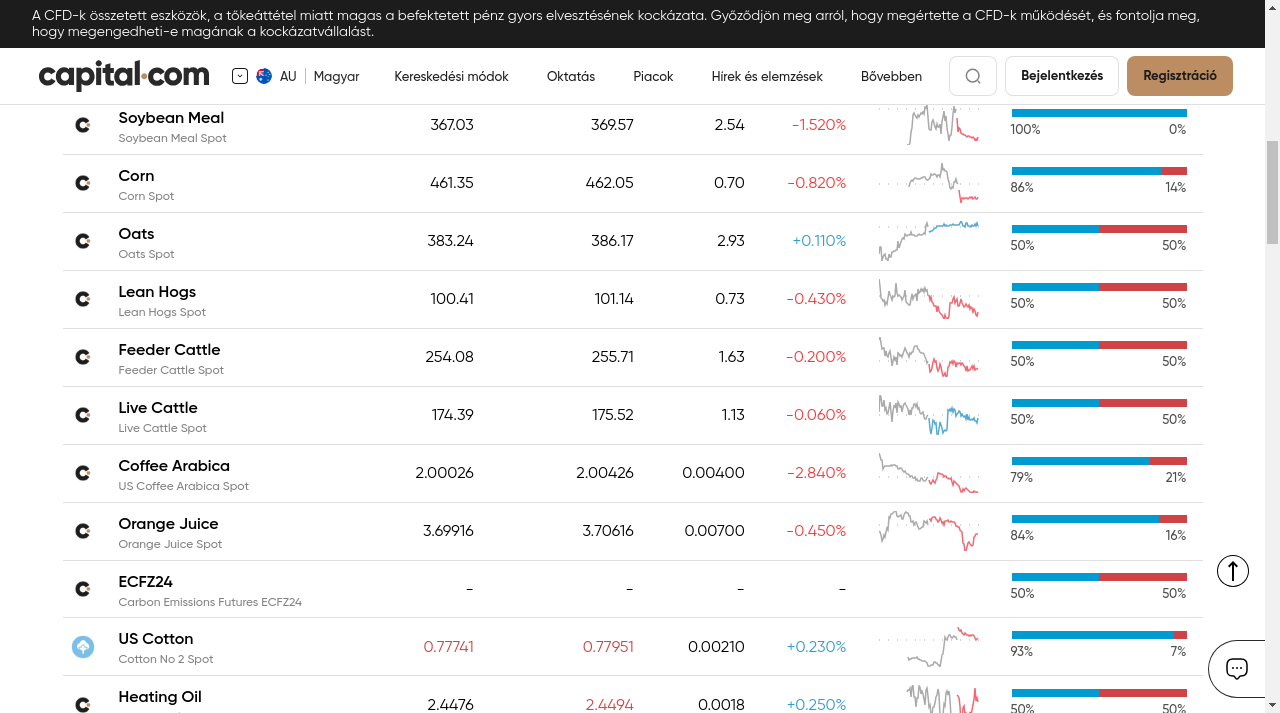 A CFD-k összetett eszközök, a tőkeáttétel miatt magas a befektetett pénz gyors elvesztésének kockázata. Győződjön meg arról, hogy megértette a CFD-k működését, és fontolja meg,
hogy megengedheti-e magának a kockázatvállalást.
capital.com AU Magyar Kereskedési módok Oktatás Piacok Hírek és elemzések Bővebben Bejelentkezés Regisztráció
Soybean Meal 367.03 369.57 2.54 -1.520%
Soybean Meal Spot 100% 0%
Corn 461.35 462.05 0.70 -0.820%
Corn Spot 86% 14%
Oats 383.24 386.17 2.93 +0.110%
Oats Spot 50% 50%
Lean Hogs 100.41 101.14 0.73 -0.430%
Lean Hogs Spot 50% 50%
Feeder Cattle 254.08 255.71 1.63 -0.200%
Feeder Cattle Spot 50% 50%
Live Cattle 174.39 175.52 1.13 -0.060%
Live Cattle Spot 50% 50%
Coffee Arabica 2.00026 2.00426 0.00400 -2.840%
US Coffee Arabica Spot 79% 21%
Orange Juice 3.69916 3.70616 0.00700 -0.450%
Orange Juice Spot 84% 16%
ECFZ24 - - - -
Carbon Emissions Futures ECFZ24 50% 50%
US Cotton 0.77741 0.77951 0.00210 +0.230%
Cotton No 2 Spot 93% 7%
Heating Oil 2.4476 2.4494 0.0018 +0.250%
50% 50%